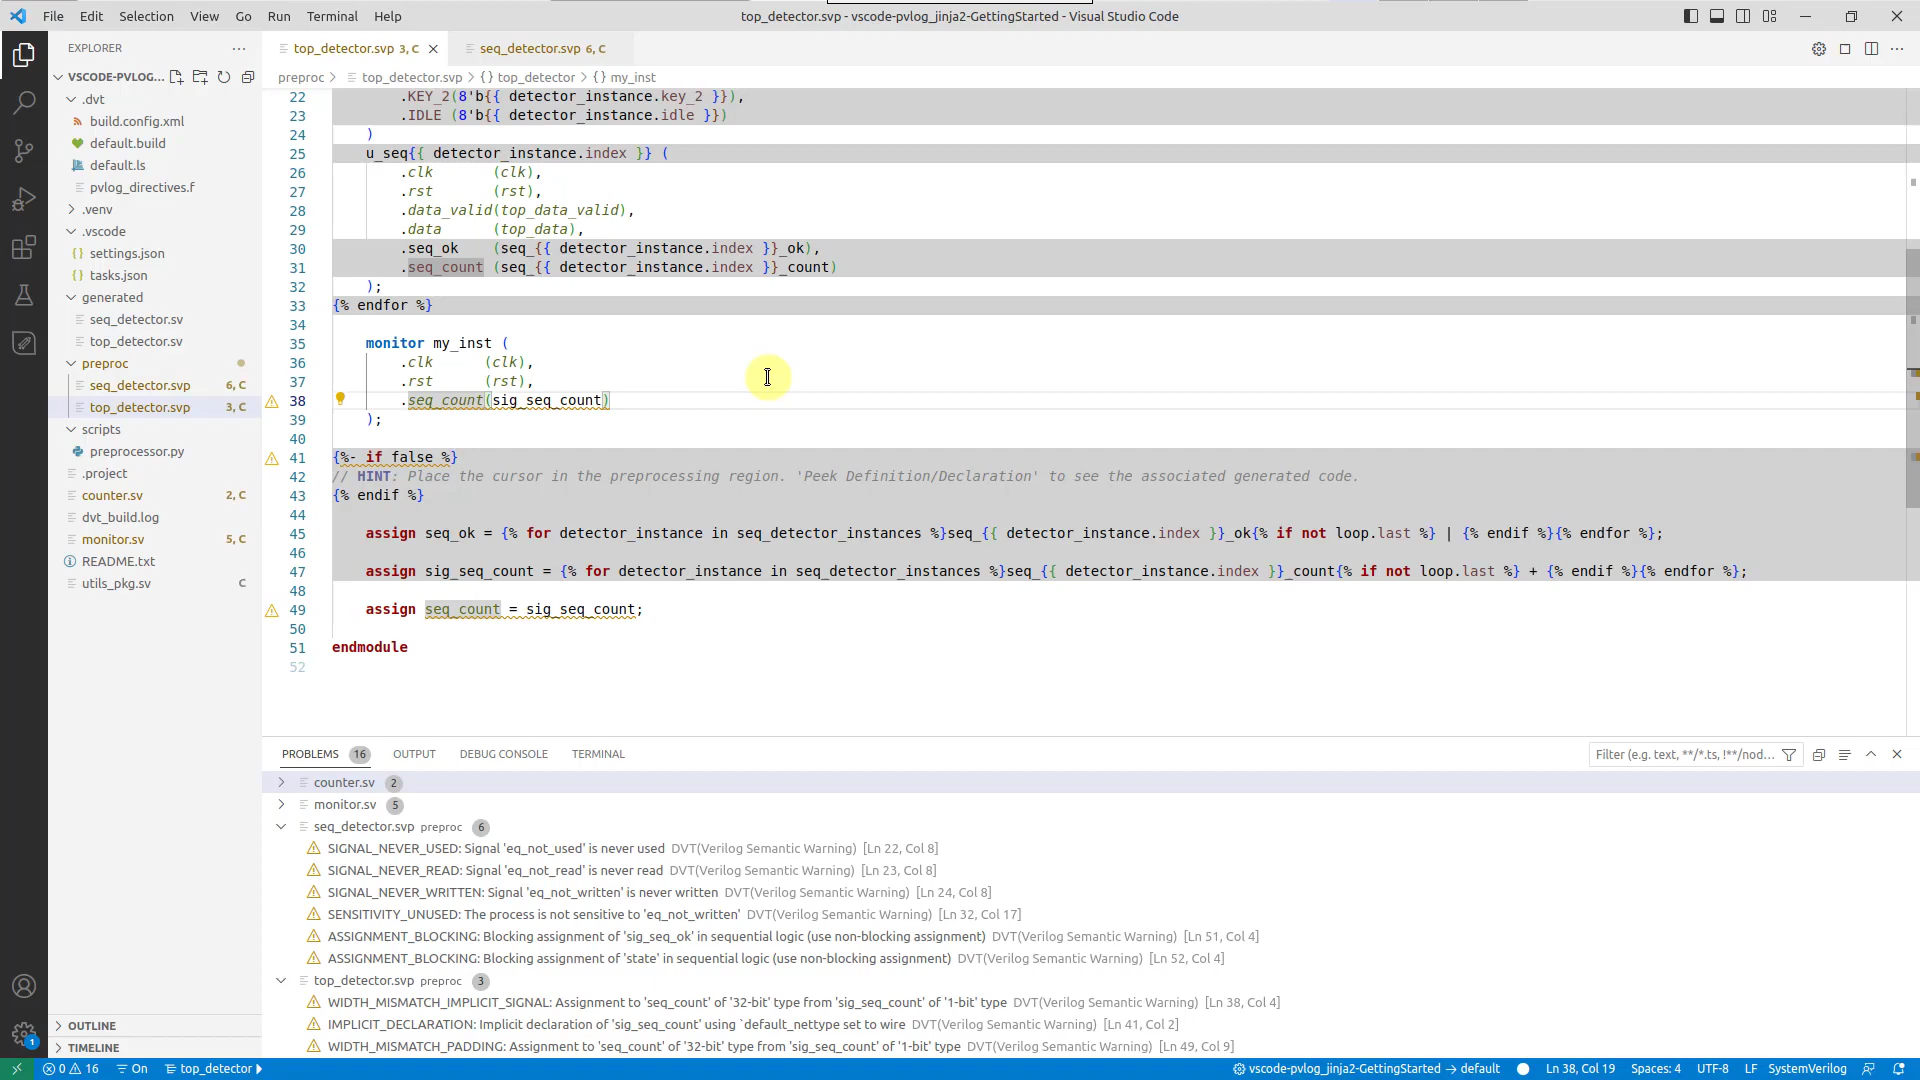 File Edit Selection View Go Run Terminal Help
top_detector.svp - vscode-pvlog_jinja2-GettingStarted - Visual Studio Code
EXPLORER
VSCODE-PVLOG_...
.dvt
build.config.xml
default.build
default.ls
pvlog_directives.f
.venv
.vscode
settings.json
tasks.json
generated
seq_detector.sv
top_detector.sv
preproc
seq_detector.svp 6, C
top_detector.svp 3, C
scripts
preprocessor.py
.project
counter.sv 2, C
dvt_build.log
monitor.sv 5, C
README.txt
utils_pkg.sv C
OUTLINE
TIMELINE
top_detector.svp 3, C
seq_detector.svp 6, C
preproc > top_detector.svp > {} top_detector > {} my_inst
22 .KEY_2(8'b{{ detector_instance.key_2 }}),
23 .IDLE (8'b{{ detector_instance.idle }})
24 )
25 u_seq{{ detector_instance.index }} (
26 .clk (clk),
27 .rst (rst),
28 .data_valid(top_data_valid),
29 .data (top_data),
30 .seq_ok (seq_{{ detector_instance.index }}_ok),
31 .seq_count (seq_{{ detector_instance.index }}_count)
32 );
33 {% endfor %}
34
35 monitor my_inst (
36 .clk (clk),
37 .rst (rst),
38 .seq_count(sig_seq_count)
39 );
40
41 {%- if false %}
42 // HINT: Place the cursor in the preprocessing region. 'Peek Definition/Declaration' to see the associated generated code.
43 {% endif %}
44
45 assign seq_ok = {% for detector_instance in seq_detector_instances %}seq_{{ detector_instance.index }}_ok{% if not loop.last %} | {% endif %}{% endfor %};
46
47 assign sig_seq_count = {% for detector_instance in seq_detector_instances %}seq_{{ detector_instance.index }}_count{% if not loop.last %} + {% endif %}{% endfor %};
48
49 assign seq_count = sig_seq_count;
50
51 endmodule
52
PROBLEMS 16 OUTPUT DEBUG CONSOLE TERMINAL
Filter (e.g. text, **/*.ts, !**/nod...
counter.sv 2
monitor.sv 5
seq_detector.svp preproc 6
SIGNAL_NEVER_USED: Signal 'eq_not_used' is never used DVT(Verilog Semantic Warning) [Ln 22, Col 8]
SIGNAL_NEVER_READ: Signal 'eq_not_read' is never read DVT(Verilog Semantic Warning) [Ln 23, Col 8]
SIGNAL_NEVER_WRITTEN: Signal 'eq_not_written' is never written DVT(Verilog Semantic Warning) [Ln 24, Col 8]
SENSITIVITY_UNUSED: The process is not sensitive to 'eq_not_written' DVT(Verilog Semantic Warning) [Ln 32, Col 17]
ASSIGNMENT_BLOCKING: Blocking assignment of 'sig_seq_ok' in sequential logic (use non-blocking assignment) DVT(Verilog Semantic Warning) [Ln 51, Col 4]
ASSIGNMENT_BLOCKING: Blocking assignment of 'state' in sequential logic (use non-blocking assignment) DVT(Verilog Semantic Warning) [Ln 52, Col 4]
top_detector.svp preproc 3
WIDTH_MISMATCH_IMPLICIT_SIGNAL: Assignment to 'seq_count' of '32-bit' type from 'sig_seq_count' of '1-bit' type DVT(Verilog Semantic Warning) [Ln 38, Col 4]
IMPLICIT_DECLARATION: Implicit declaration of 'sig_seq_count' using `default_nettype set to wire DVT(Verilog Semantic Warning) [Ln 41, Col 2]
WIDTH_MISMATCH_PADDING: Assignment to 'seq_count' of '32-bit' type from 'sig_seq_count' of '1-bit' type DVT(Verilog Semantic Warning) [Ln 49, Col 9]
1
0 16 On top_detector
vscode-pvlog_jinja2-GettingStarted → default Ln 38, Col 19 Spaces: 4 UTF-8 LF SystemVerilog